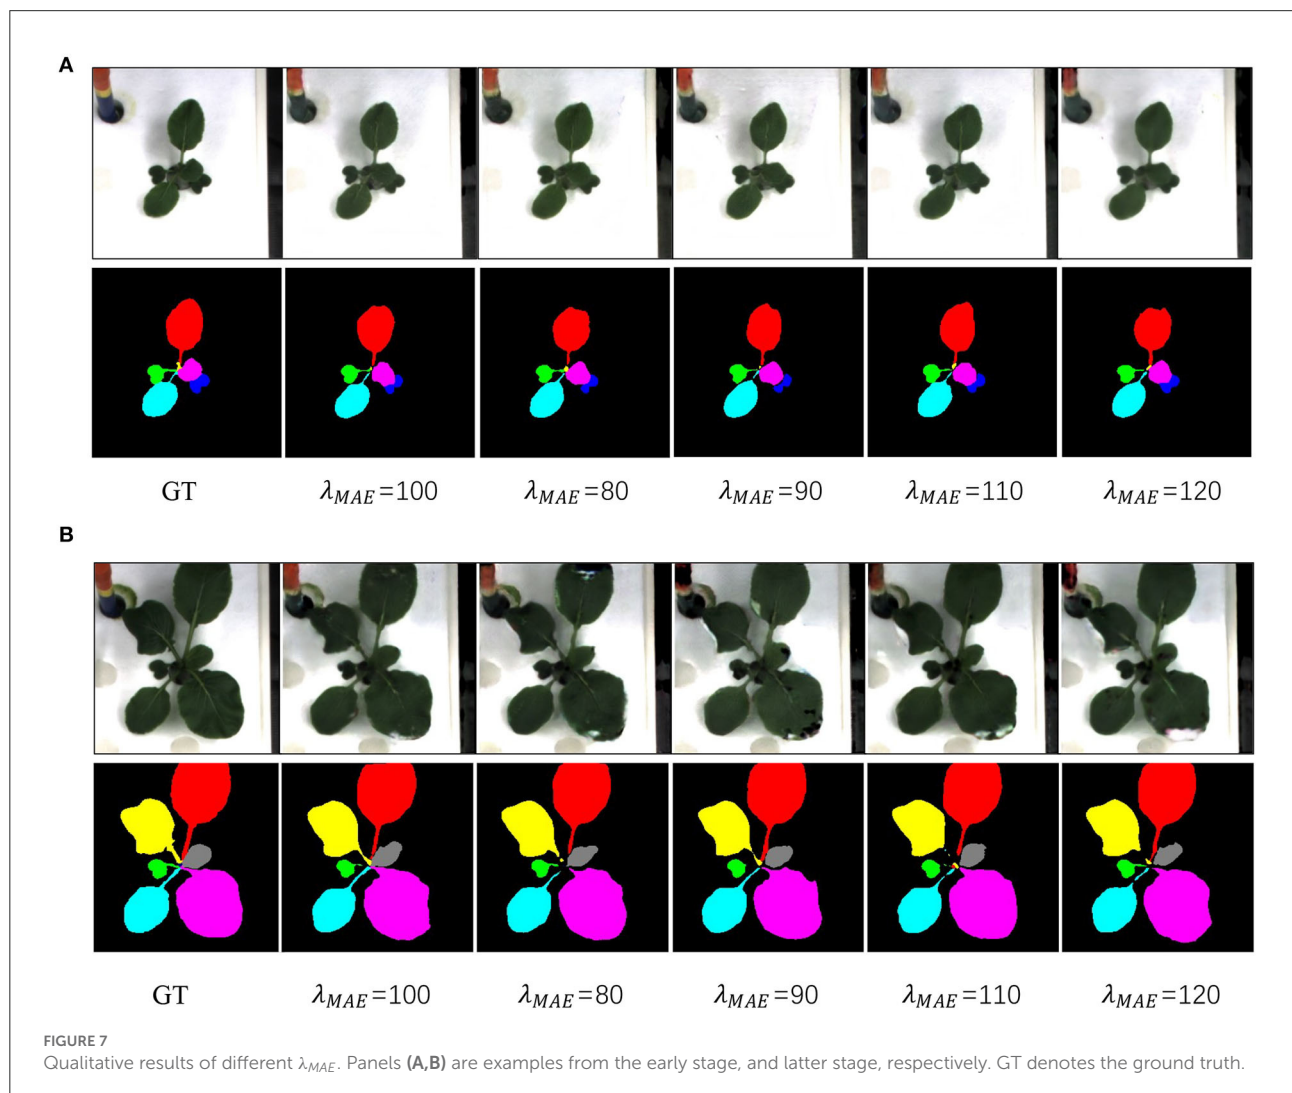 A
GT λMAE=100 λMAE=80 λMAE=90 λMAE=110 λMAE=120
B
GT λMAE=100 λMAE=80 λMAE=90 λMAE=110 λMAE=120
FIGURE 7
Qualitative results of different λMAE. Panels (A,B) are examples from the early stage, and latter stage, respectively. GT denotes the ground truth.